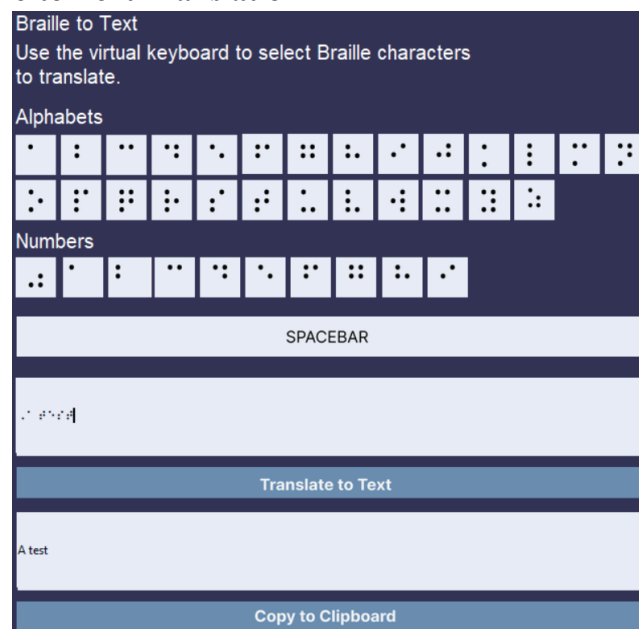 Braille to Text
Use the virtual keyboard to select Braille characters
to translate.
Alphabets
⠁ ⠃ ⠉ ⠙ ⠑ ⠋ ⠛ ⠓ ⠊ ⠚ ⠅ ⠇ ⠍ ⠝
⠕ ⠏ ⠟ ⠗ ⠎ ⠞ ⠥ ⠧ ⠺ ⠭ ⠽ ⠵
Numbers
⠼ ⠁ ⠃ ⠉ ⠙ ⠑ ⠋ ⠛ ⠓ ⠊
SPACEBAR
⠠⠁ ⠞⠑⠎⠞
Translate to Text
A test
Copy to Clipboard